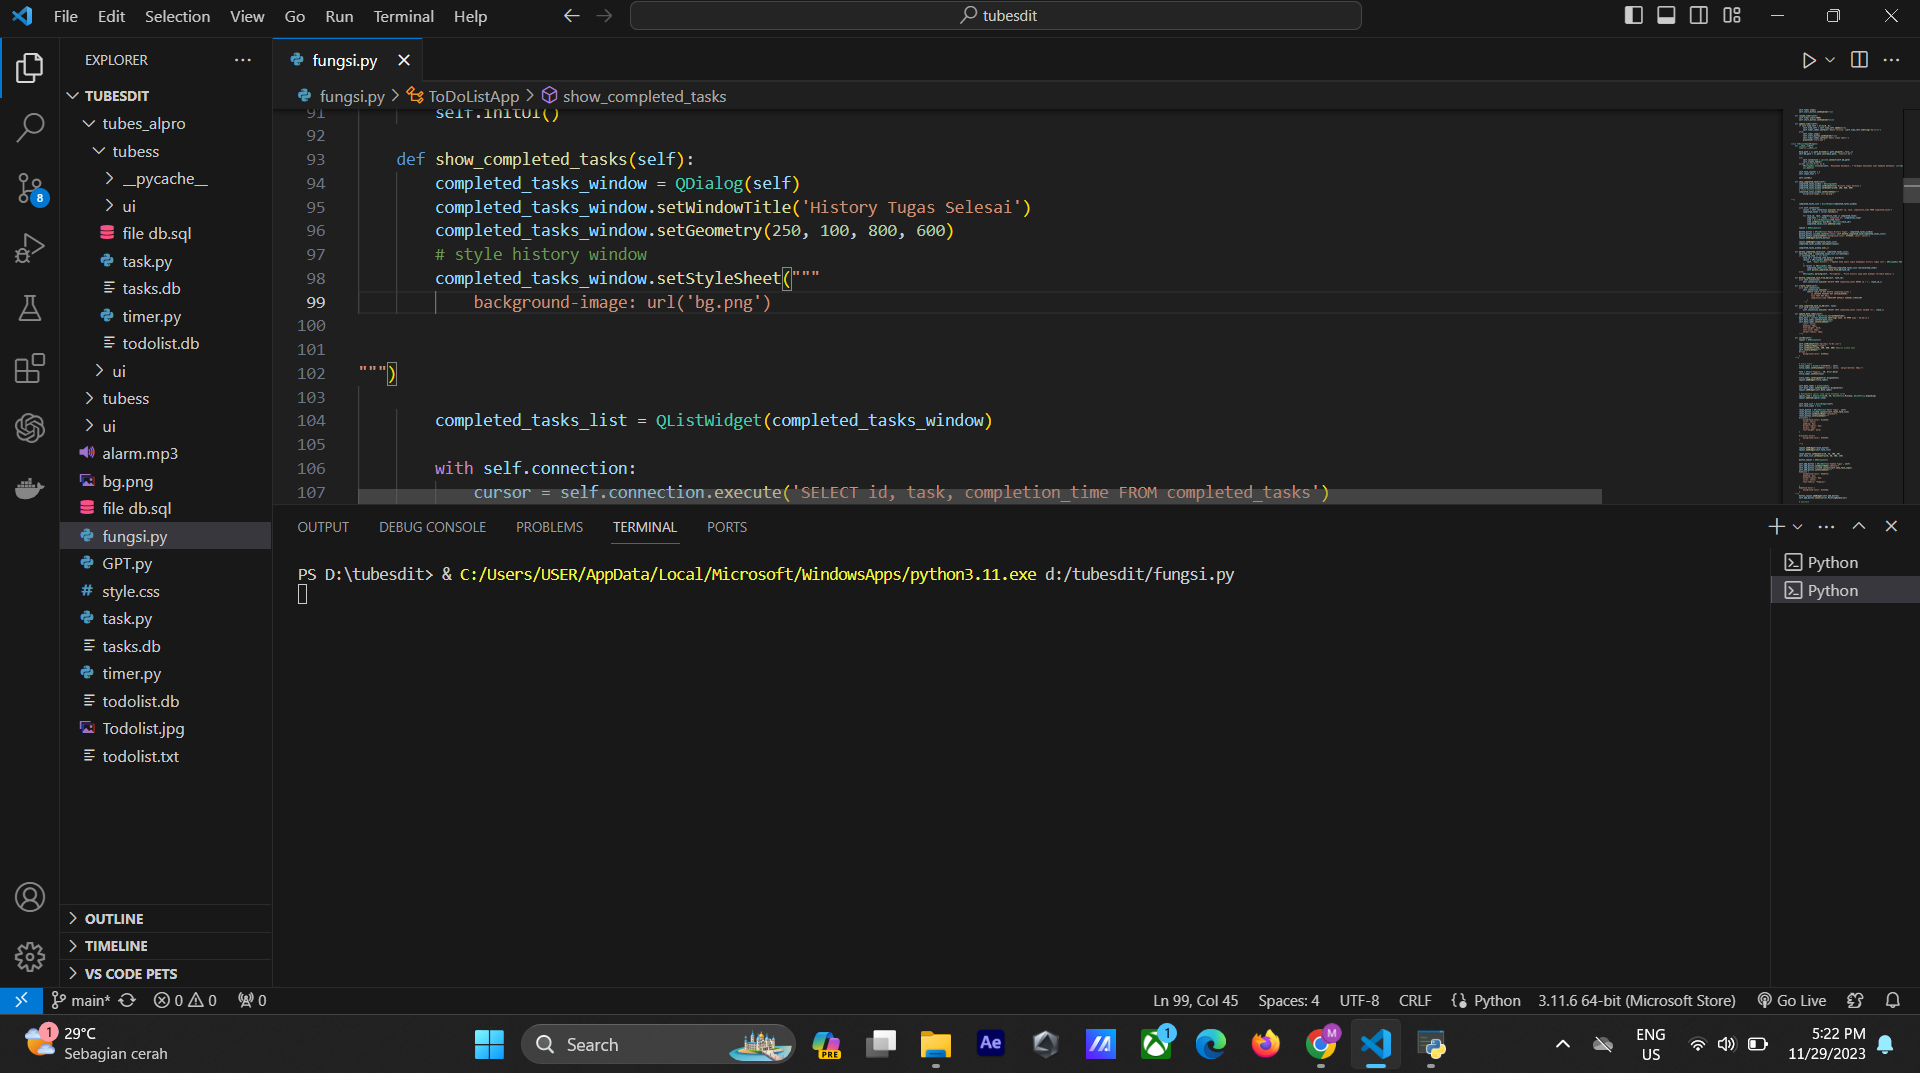 File Edit Selection View Go Run Terminal Help
tubesdit
EXPLORER
TUBESDIT
tubes_alpro
tubess
__pycache__
ui
file db.sql
task.py
tasks.db
timer.py
todolist.db
ui
tubess
ui
alarm.mp3
bg.png
file db.sql
fungsi.py
GPT.py
style.css
task.py
tasks.db
timer.py
todolist.db
Todolist.jpg
todolist.txt
OUTLINE
TIMELINE
VS CODE PETS
8
fungsi.py
fungsi.py > ToDoListApp > show_completed_tasks
91 self.initUI()
92
93 def show_completed_tasks(self):
94 completed_tasks_window = QDialog(self)
95 completed_tasks_window.setWindowTitle('History Tugas Selesai')
96 completed_tasks_window.setGeometry(250, 100, 800, 600)
97 # style history window
98 completed_tasks_window.setStyleSheet("""
99 background-image: url('bg.png')
100
101
102 """)
103
104 completed_tasks_list = QListWidget(completed_tasks_window)
105
106 with self.connection:
107 cursor = self.connection.execute('SELECT id, task, completion_time FROM completed_tasks')
OUTPUT DEBUG CONSOLE PROBLEMS TERMINAL PORTS
PS D:\tubesdit> & C:/Users/USER/AppData/Local/Microsoft/WindowsApps/python3.11.exe d:/tubesdit/fungsi.py
Python
Python
main* 0 0 0
Ln 99, Col 45 Spaces: 4 UTF-8 CRLF Python 3.11.6 64-bit (Microsoft Store) Go Live
1
29°C
Sebagian cerah
Search
PRE
Ae
1
M
ENG
US
5:22 PM
11/29/2023